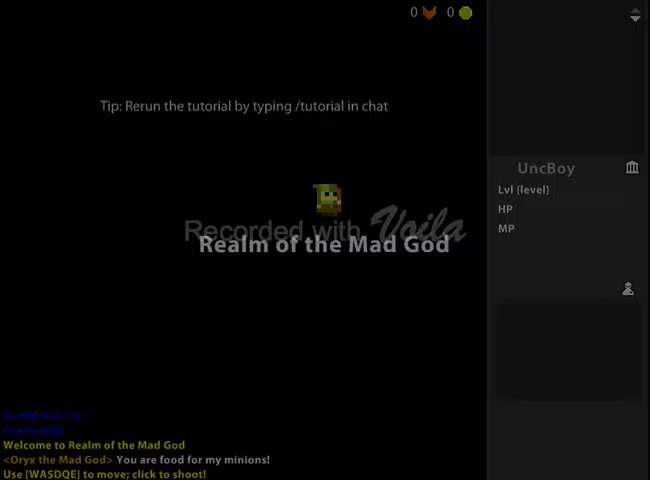 0 0
Tip: Rerun the tutorial by typing /tutorial in chat
UncBoy
Lvl [level]
HP
MP
Recorded with Voila
Realm of the Mad God
Connected!
Welcome to Realm of the Mad God
<Oryx the Mad God> You are food for my minions!
Use [WASDQE] to move; click to shoot!